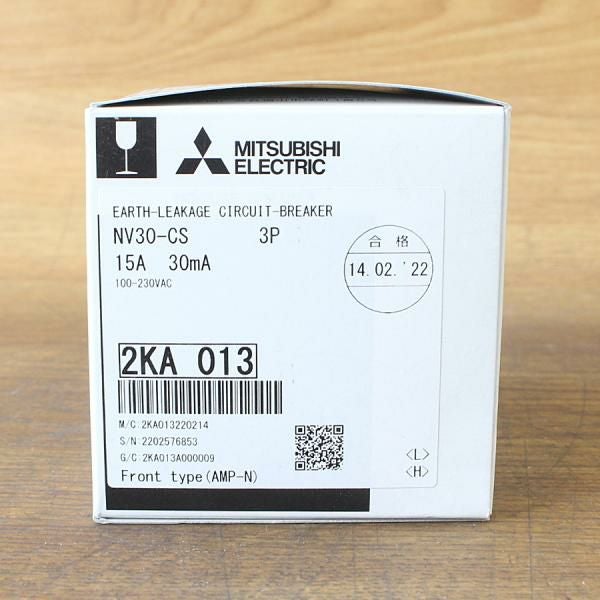 MITSUBISHI
ELECTRIC
EARTH-LEAKAGE CIRCUIT-BREAKER
NV30-CS 3P
15A 30mA
100-230VAC
合格
14.02.'22
2KA 013
M/C:2KA013220214
S/N:2202576853
G/C:2KA013A000009
<L>
<H>
Front type(AMP-N)